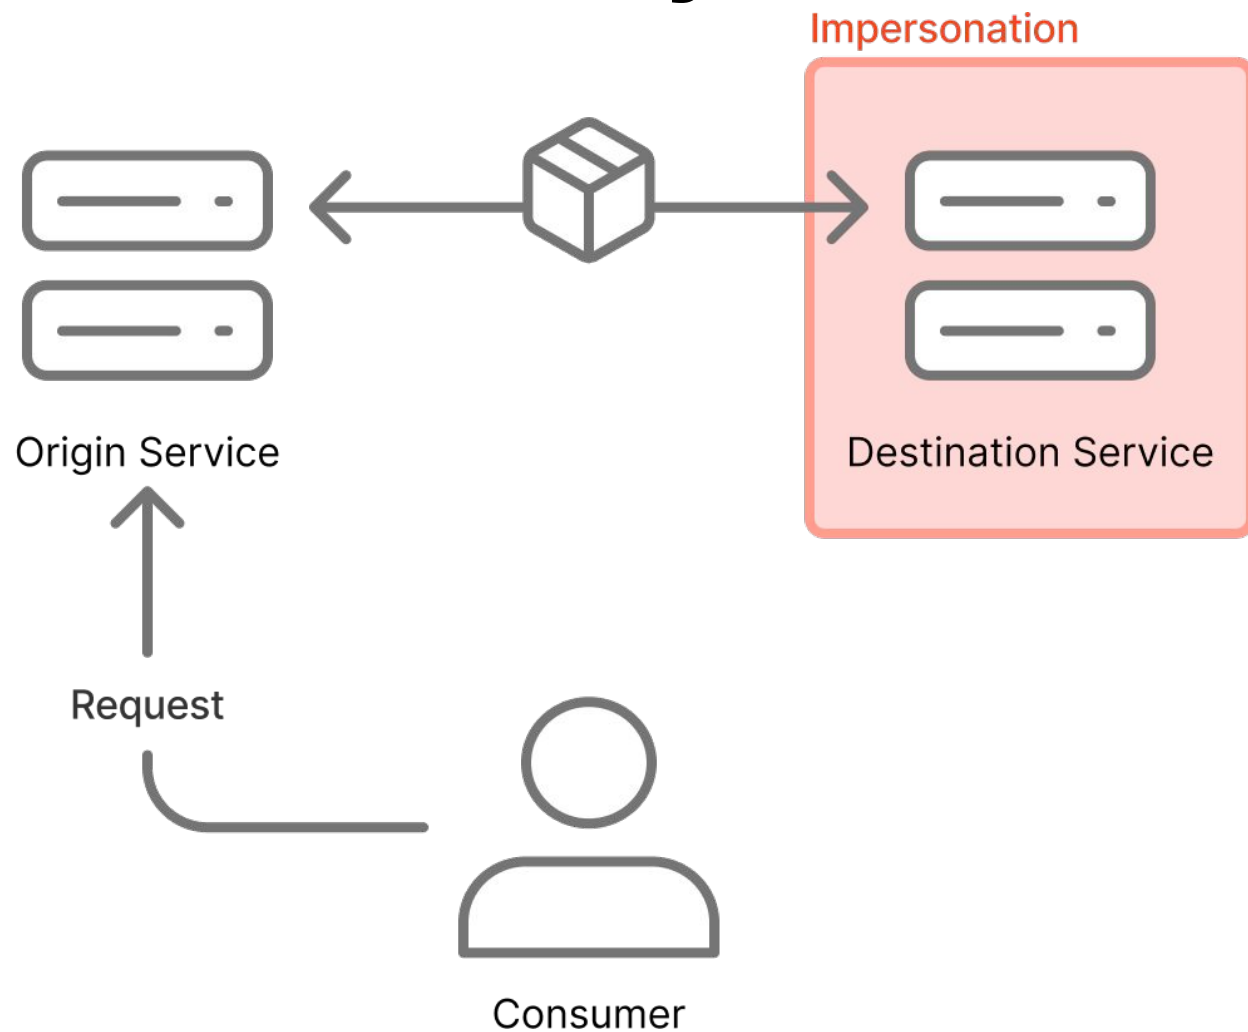 Impersonation
Origin Service
Destination Service
Request
Consumer